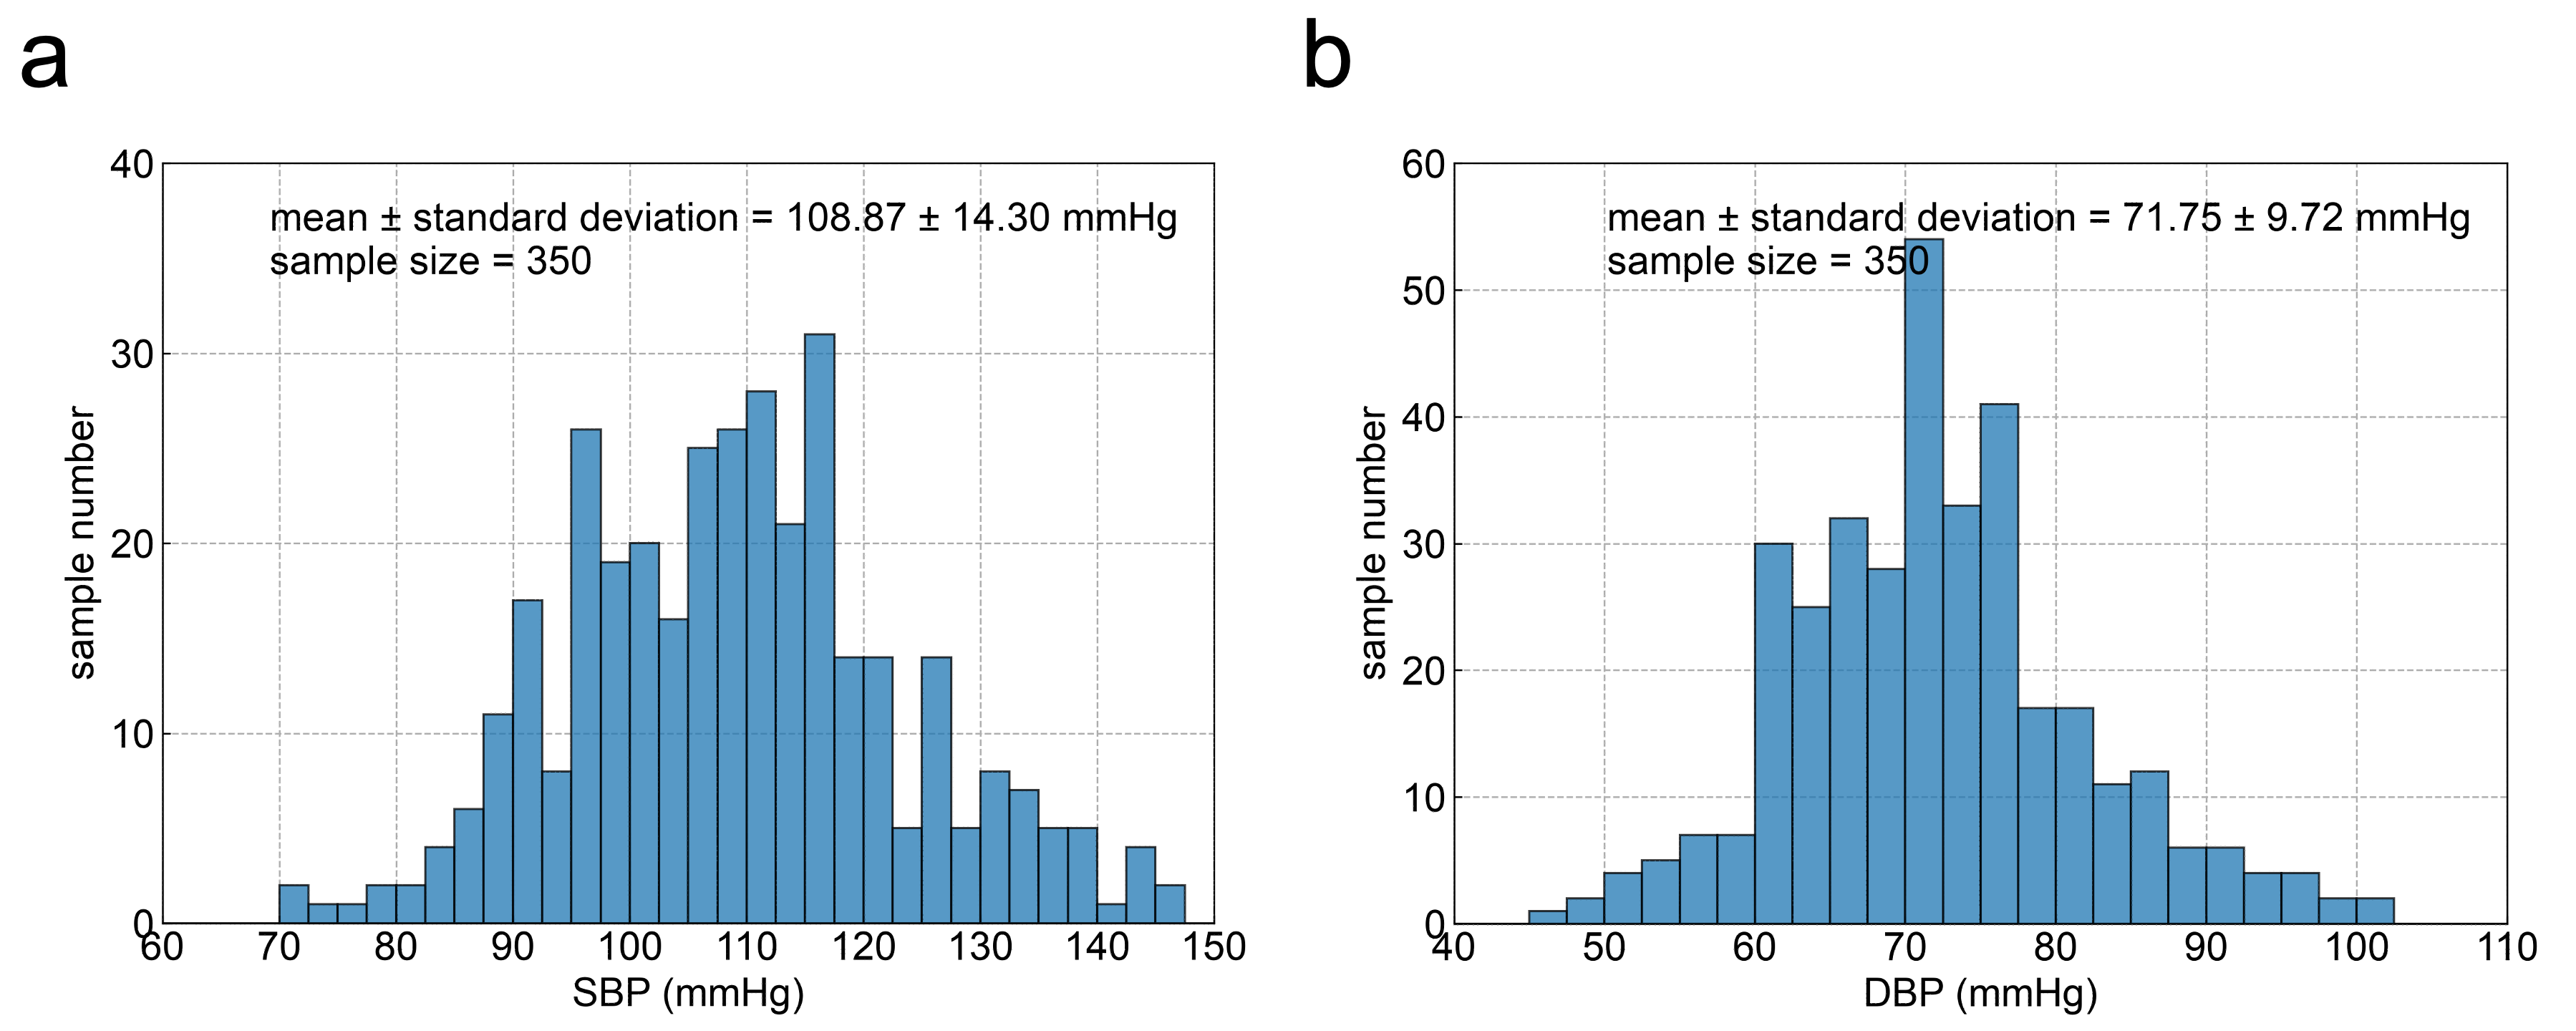 a
mean ± standard deviation = 108.87 ± 14.30 mmHg
sample size = 350
40
30
20
10
0
sample number
60 70 80 90 100 110 120 130 140 150
SBP (mmHg)
b
mean ± standard deviation = 71.75 ± 9.72 mmHg
sample size = 350
60
50
40
30
20
10
0
sample number
40 50 60 70 80 90 100 110
DBP (mmHg)